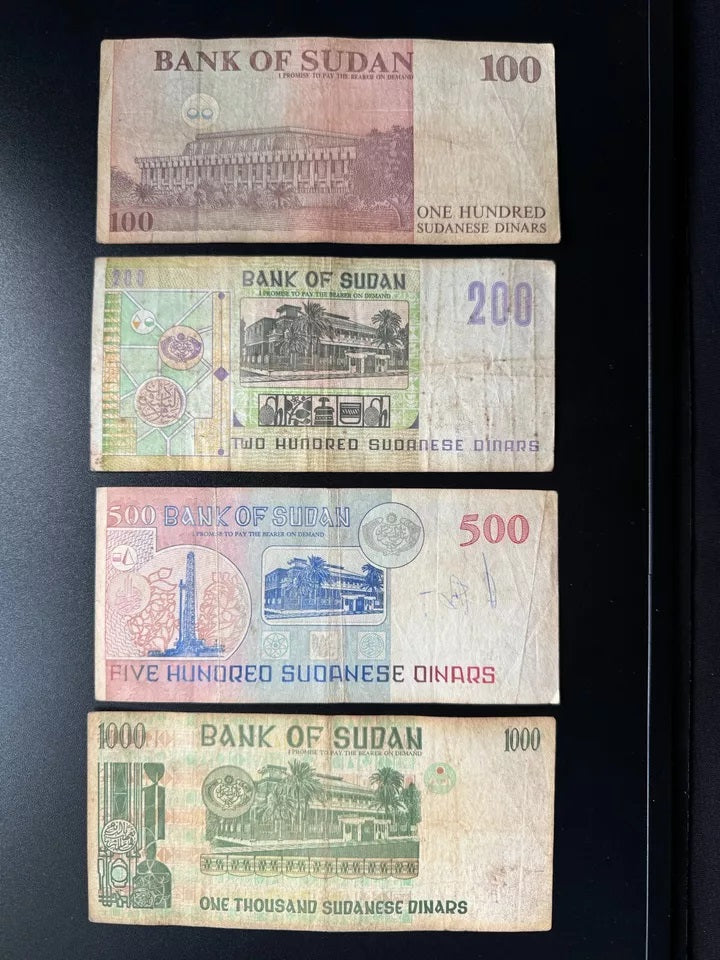 BANK OF SUDAN
I PROMISE TO PAY THE BEARER ON DEMAND
100
100
ONE HUNDRED
SUDANESE DINARS
200
BANK OF SUDAN
I PROMISE TO PAY THE BEARER ON DEMAND
200
TWO HUNDRED SUDANESE DINARS
500 BANK OF SUDAN
I PROMISE TO PAY THE BEARER ON DEMAND
500
FIVE HUNDRED SUDANESE DINARS
1000
BANK OF SUDAN
I PROMISE TO PAY THE BEARER ON DEMAND
1000
ONE THOUSAND SUDANESE DINARS